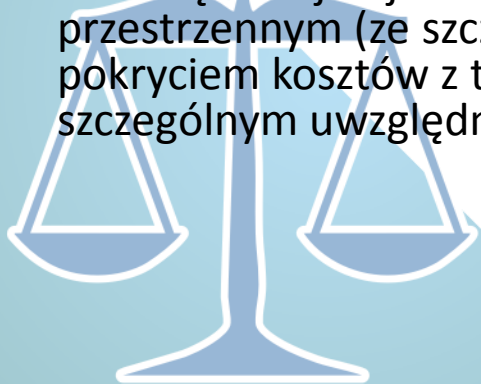 przestrzennym (ze szcz
pokryciem kosztów z t
szczególnym uwzględn